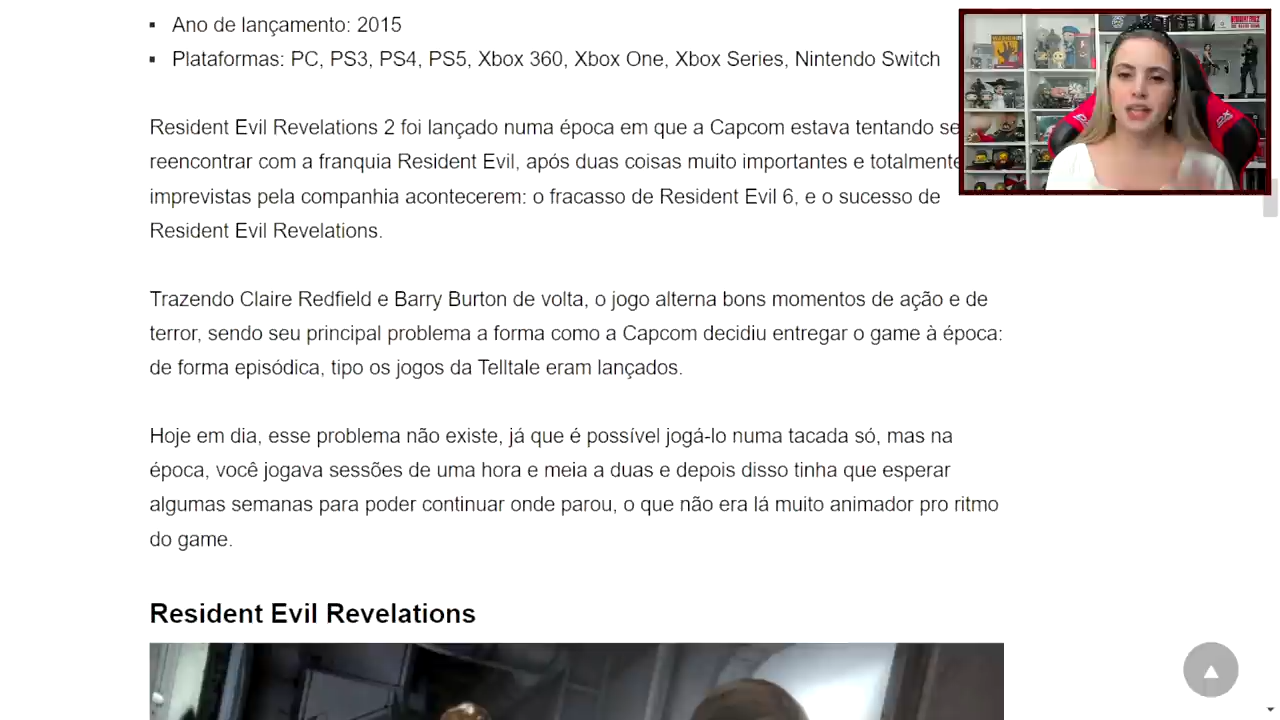 Ano de lançamento: 2015
Plataformas: PC, PS3, PS4, PS5, Xbox 360, Xbox One, Xbox Series, Nintendo Switch
Resident Evil Revelations 2 foi lançado numa época em que a Capcom estava tentando se
reencontrar com a franquia Resident Evil, após duas coisas muito importantes e totalmente
imprevistas pela companhia acontecerem: o fracasso de Resident Evil 6, e o sucesso de
Resident Evil Revelations.
Trazendo Claire Redfield e Barry Burton de volta, o jogo alterna bons momentos de ação e de
terror, sendo seu principal problema a forma como a Capcom decidiu entregar o game à época:
de forma episódica, tipo os jogos da Telltale eram lançados.
Hoje em dia, esse problema não existe, já que é possível jogá-lo numa tacada só, mas na
época, você jogava sessões de uma hora e meia a duas e depois disso tinha que esperar
algumas semanas para poder continuar onde parou, o que não era lá muito animador pro ritmo
do game.
Resident Evil Revelations